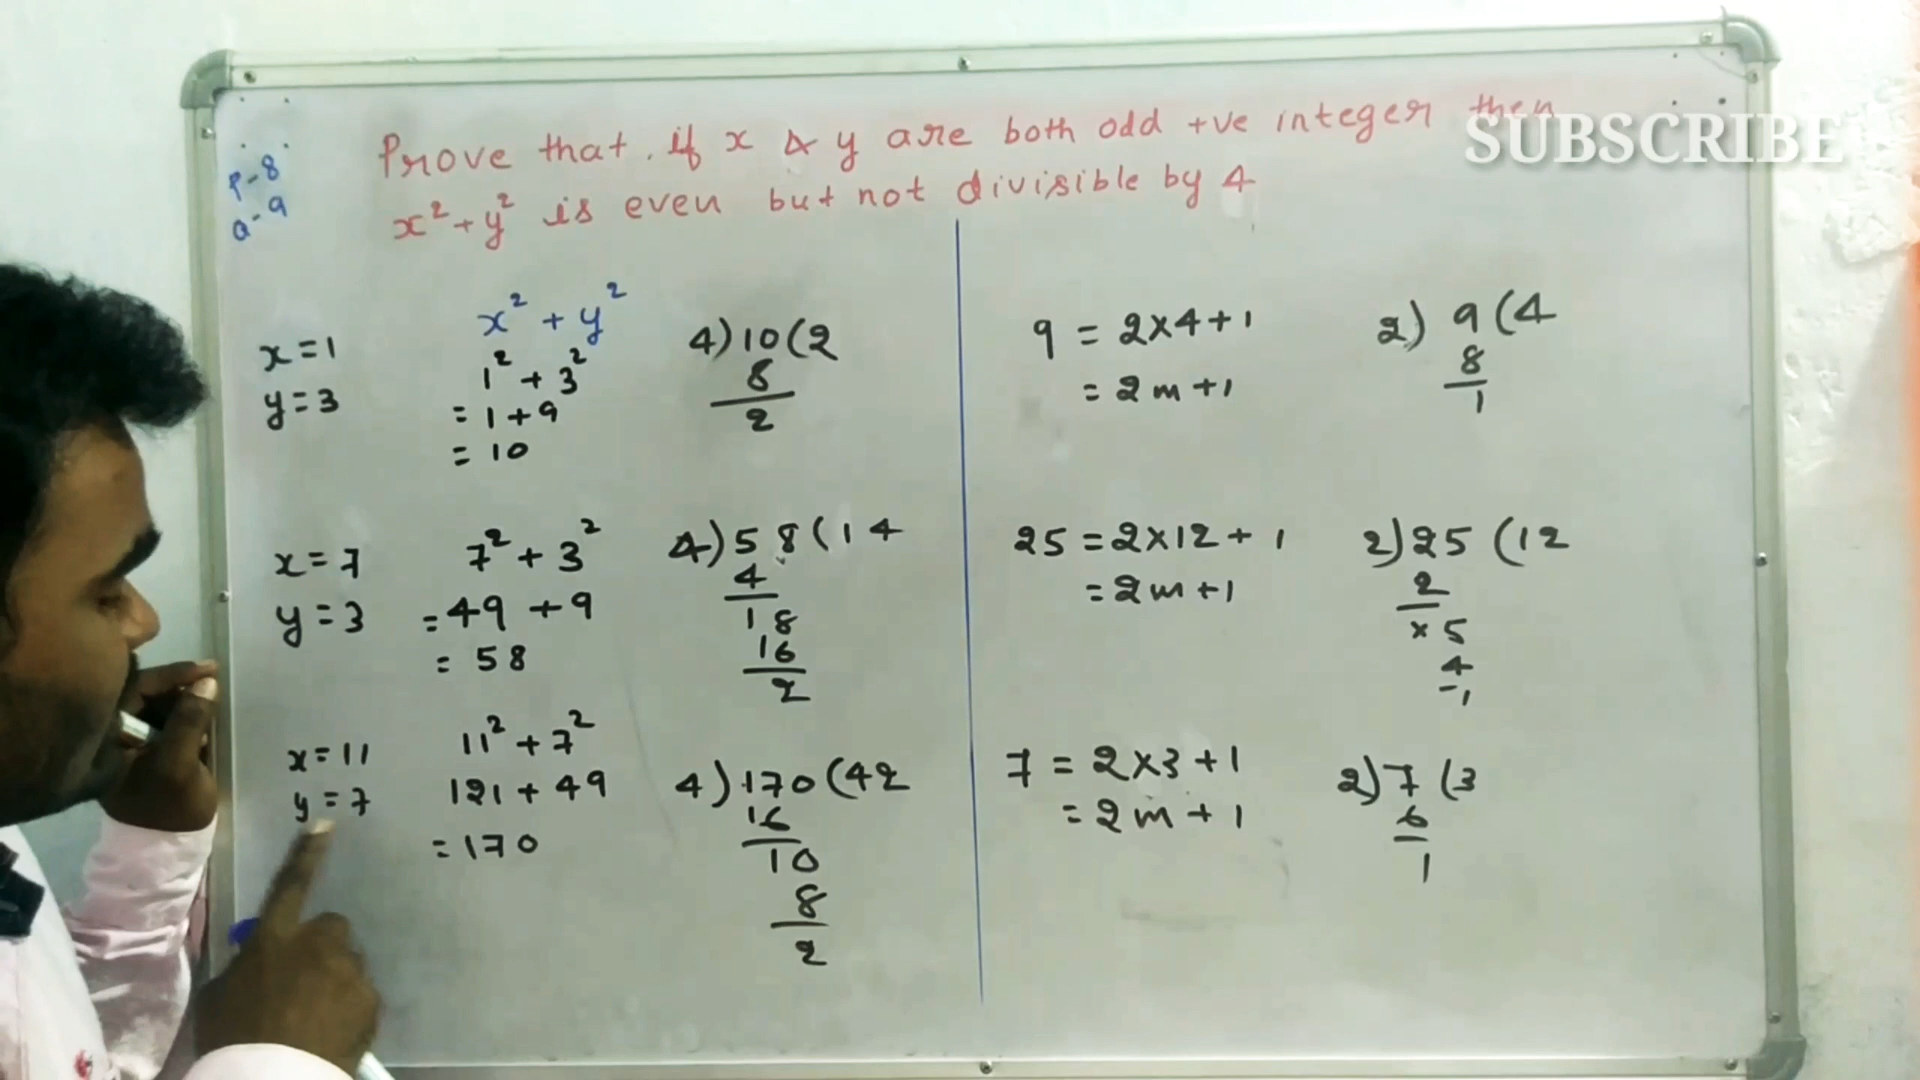 Prove that. if x & y are both odd +ve integer then
x² + y² is even but not divisible by 4
SUBSCRIBE
P-8
Q-9
x = 1
y = 3
x² + y²
1² + 3²
= 1 + 9
= 10
4) 10 (2
8
2
x = 7
y = 3
7² + 3²
= 49 + 9
= 58
4) 58 (14
4
18
16
2
x = 11
y = 7
11² + 7²
121 + 49
= 170
4) 170 (42
16
10
8
2
9 = 2×4+1
= 2m+1
2) 9 (4
8
1
25 = 2×12+1
= 2m+1
2) 25 (12
2
×5
4
-1
7 = 2×3+1
= 2m+1
2) 7 (3
6
1